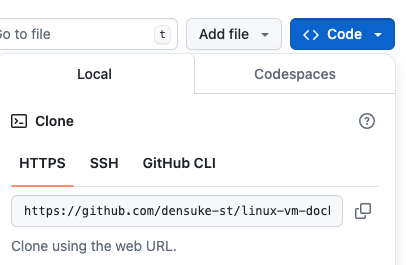 Go to file t Add file <> Code
Local Codespaces
Clone
HTTPS SSH GitHub CLI
https://github.com/densuke-st/linux-vm-dock
Clone using the web URL.